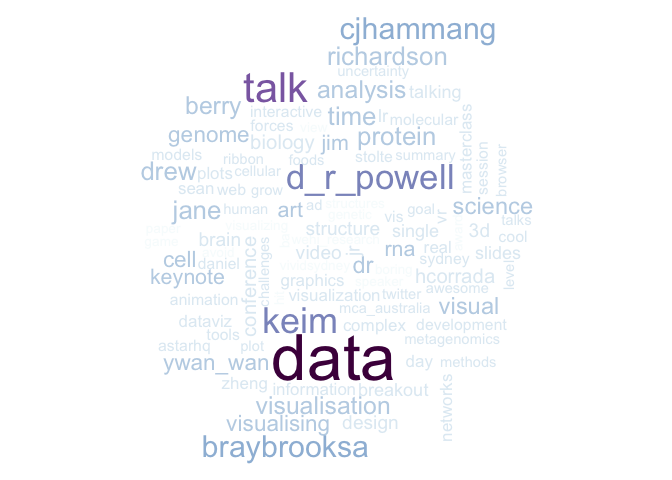 cjhammang
richardson
uncertainty
talk analysis talking
berry interactive time lr molecular
forces
genome biology jim protein
models ribbon foods stolte summary
masterclass
session
browser
drew plots cellular
sean web grow d_r_powell
jane human art ad vis goal vr science
talks
structure single 3d cool
brain video jr rna real
cell daniel dr sydney slides
keynote conference challenges graphics hcorrada level
animation visualization twitter awesome
mca_australia visual
dataviz keim complex development
tools metagenomics
astarhq plot data
ywan_wan day methods
zheng information breakout
networks
visualisation
visualising design
braybrooksa